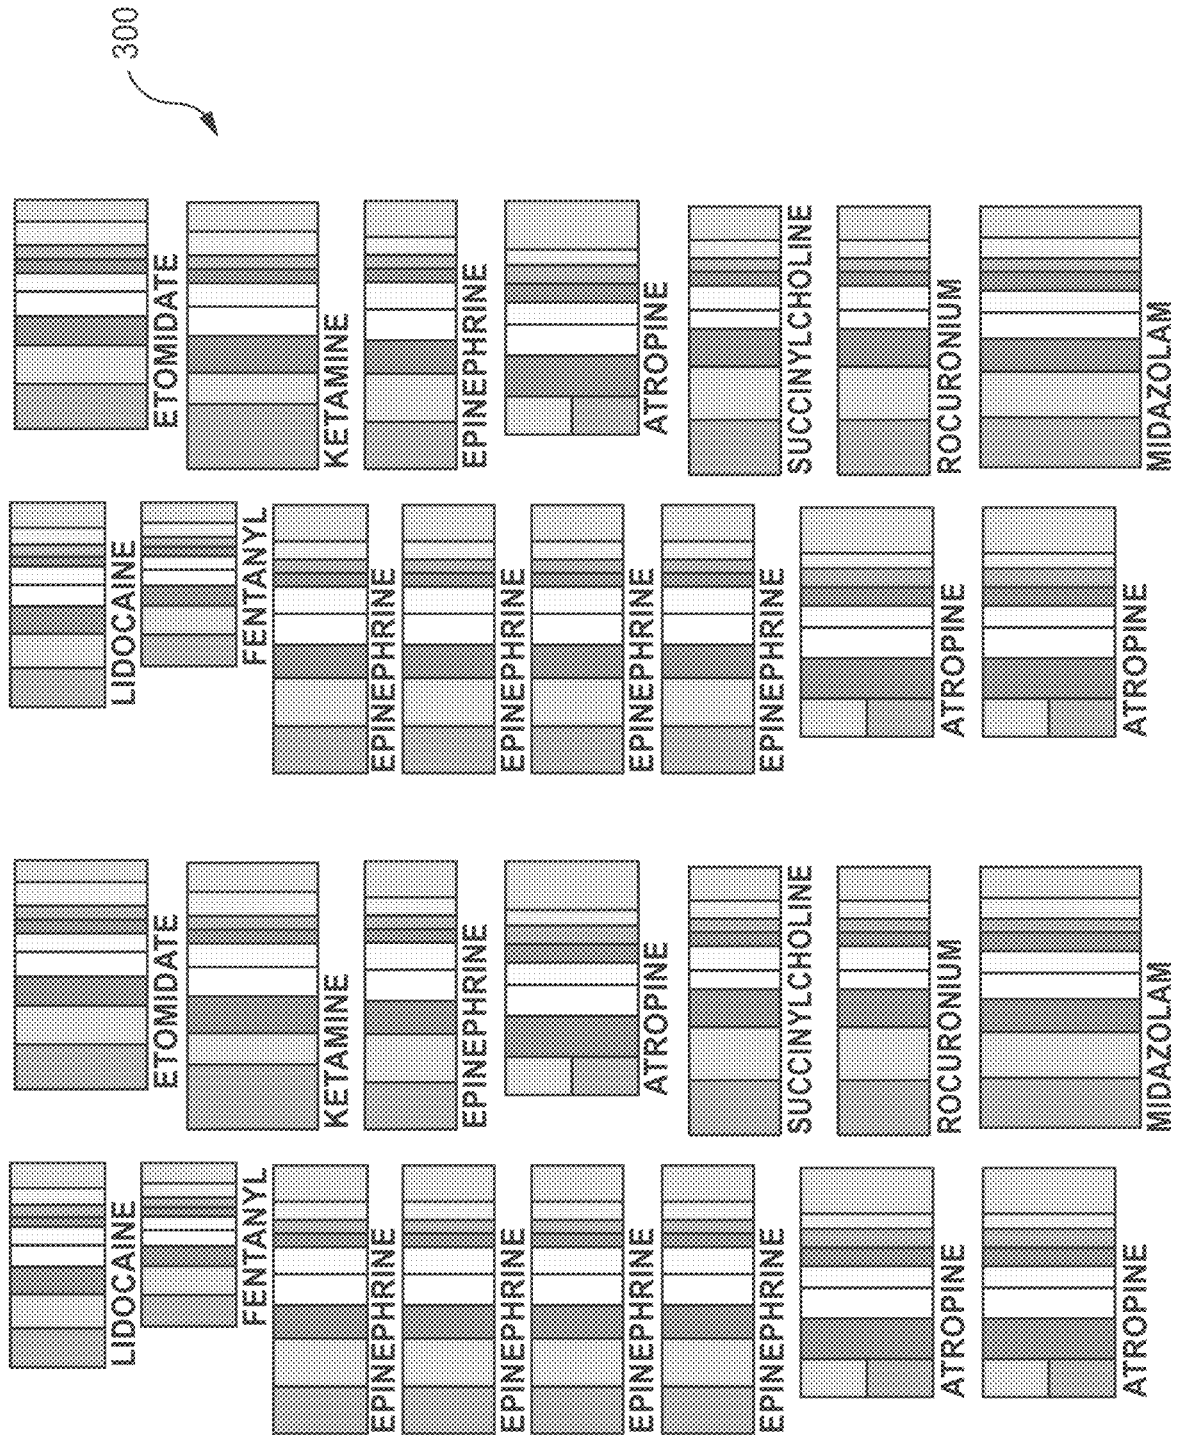 300
ETOMIDATE
KETAMINE
EPINEPHRINE
ATROPINE
SUCCINYLCHOLINE
ROCURONIUM
MIDAZOLAM
LIDOCAINE
FENTANYL
EPINEPHRINE
EPINEPHRINE
EPINEPHRINE
EPINEPHRINE
ATROPINE
ATROPINE
ETOMIDATE
KETAMINE
EPINEPHRINE
ATROPINE
SUCCINYLCHOLINE
ROCURONIUM
MIDAZOLAM
LIDOCAINE
FENTANYL
EPINEPHRINE
EPINEPHRINE
EPINEPHRINE
EPINEPHRINE
ATROPINE
ATROPINE